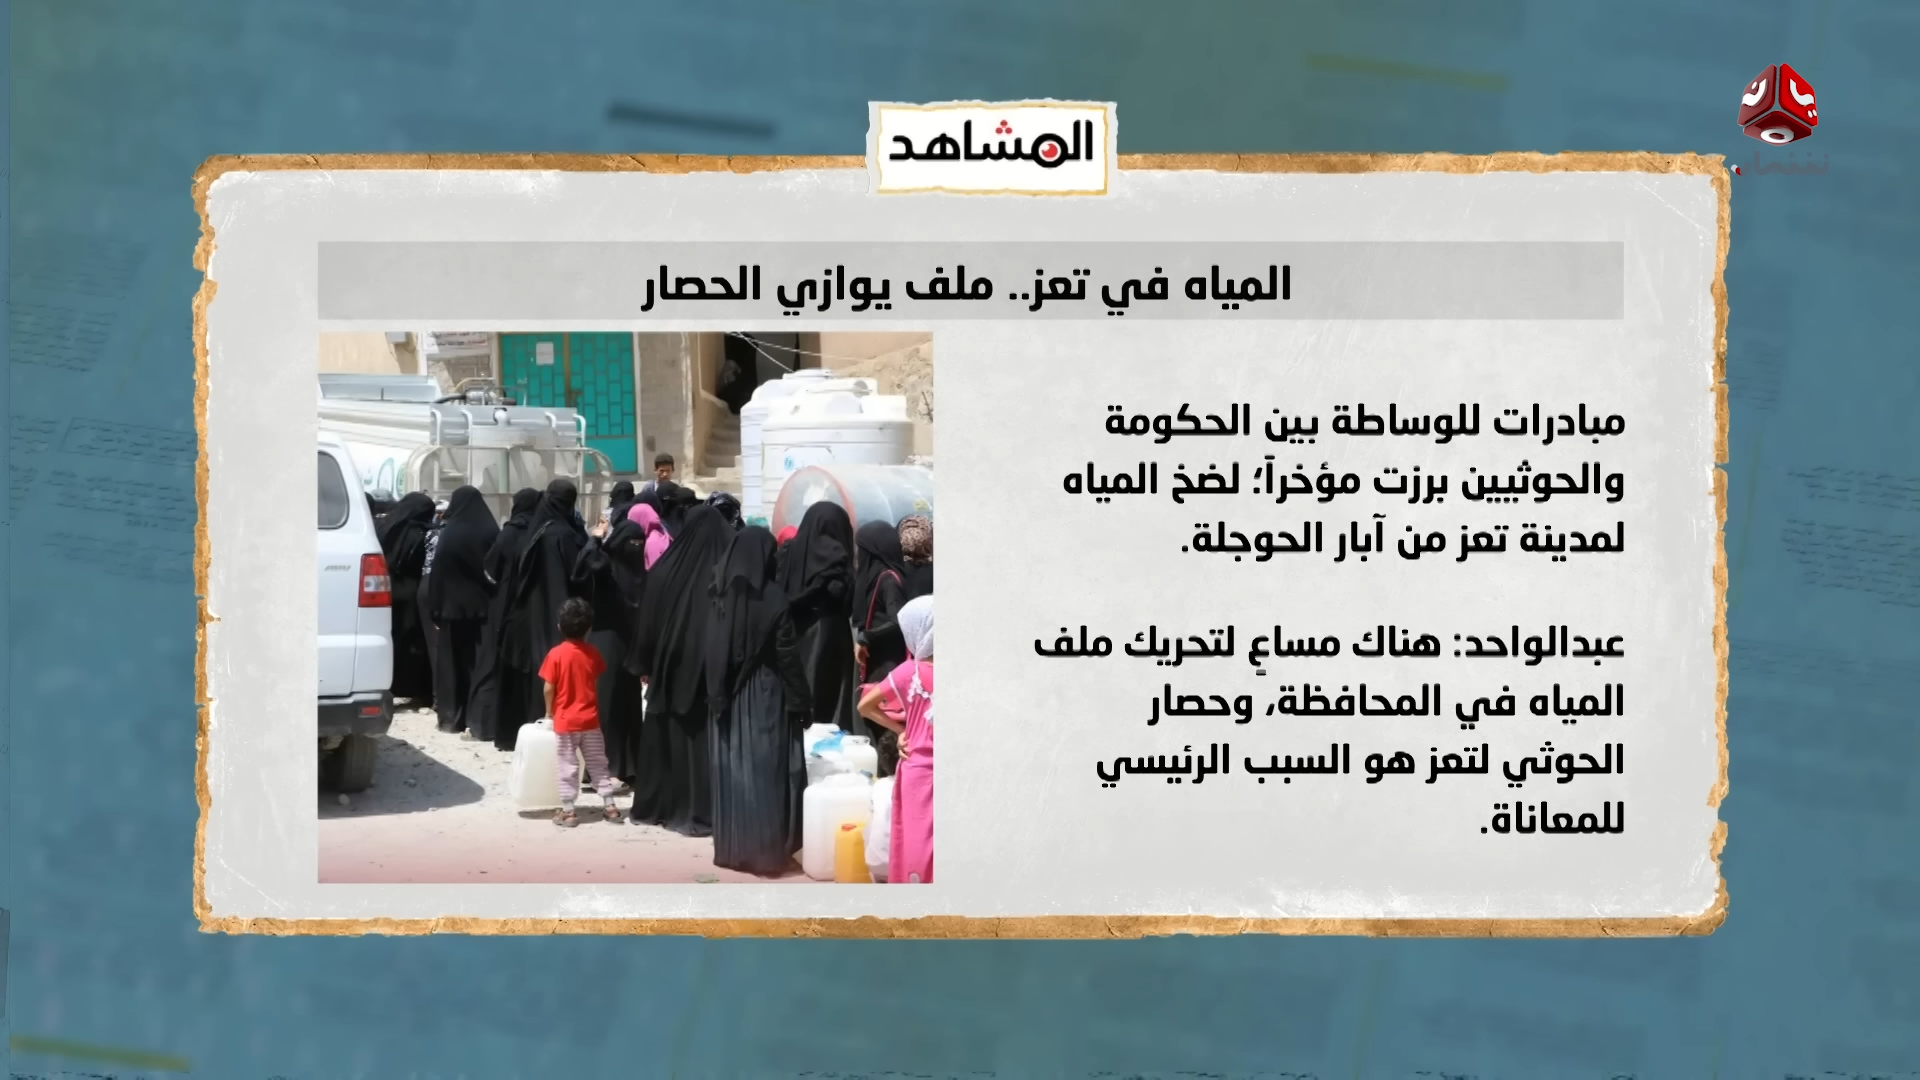 المشاهد
المياه في تعز.. ملف يوازي الحصار
مبادرات للوساطة بين الحكومة
والحوثيين برزت مؤخراً؛ لضخ المياه
لمدينة تعز من آبار الحوجلة.
عبدالواحد: هناك مساعٍ لتحريك ملف
المياه في المحافظة، وحصار
الحوثي لتعز هو السبب الرئيسي
للمعاناة.